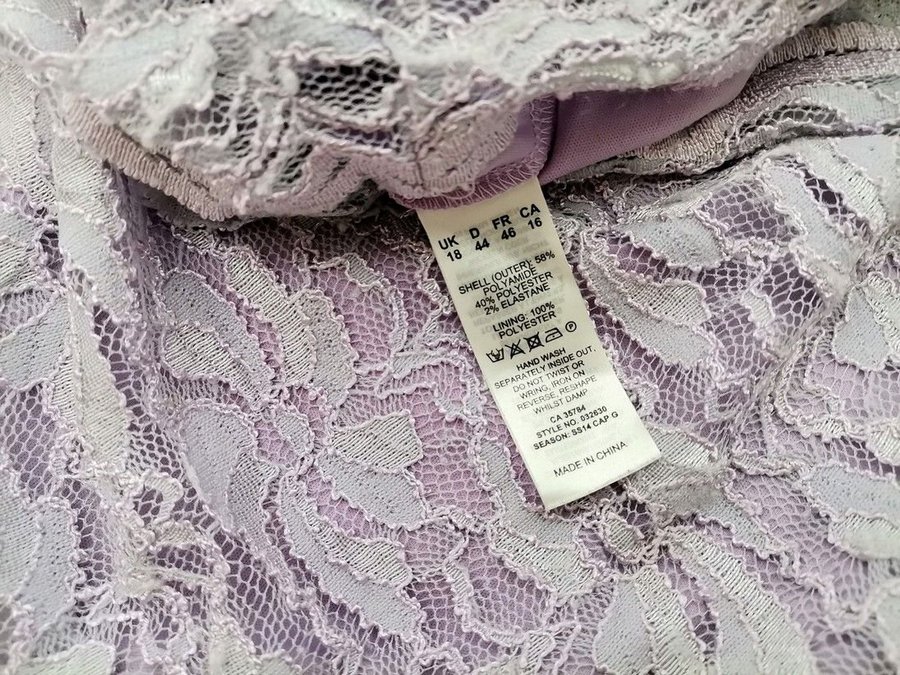 UK D FR CA
18 44 46 16
SHELL (OUTER): 58%
POLYAMIDE
40% POLYESTER
2% ELASTANE
LINING: 100%
POLYESTER
P
HAND WASH
SEPARATELY INSIDE OUT,
DO NOT TWIST OR
WRING, IRON ON
REVERSE, RESHAPE
WHILST DAMP
CA 35784
STYLE NO. 032630
SEASON: SS14 CAP G
MADE IN CHINA